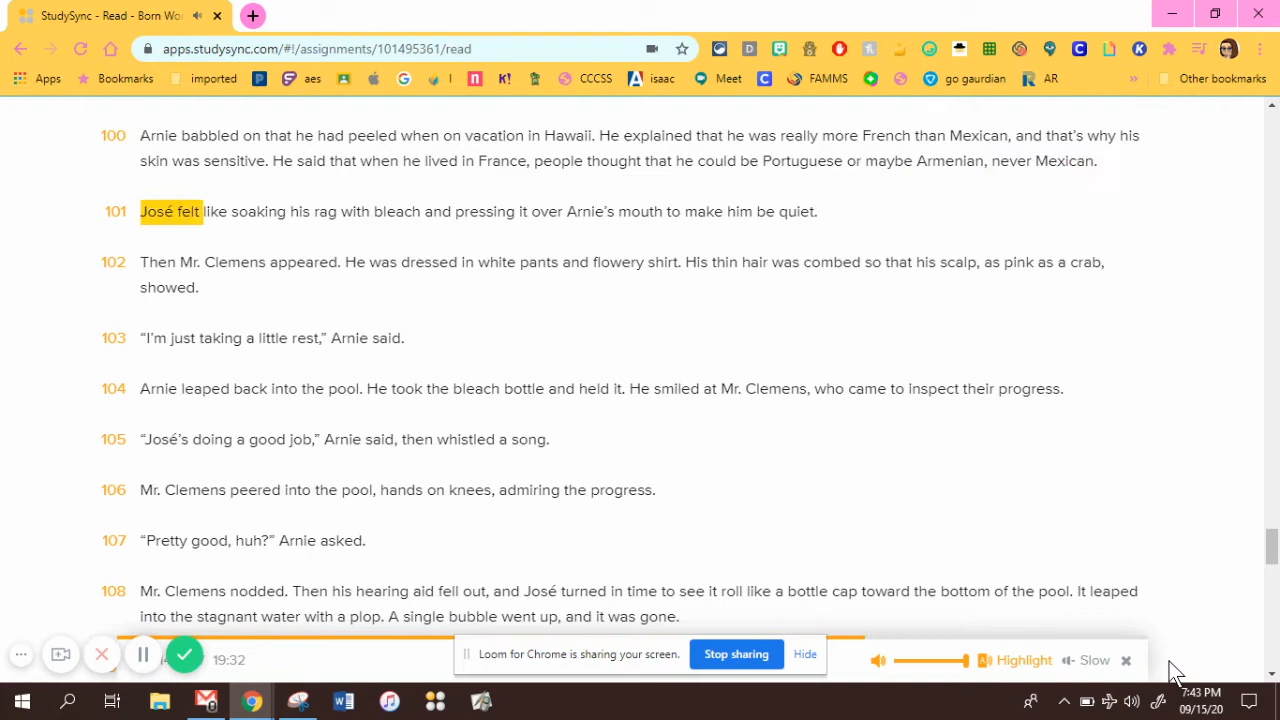 StudySync - Read - Born Wo
apps.studysync.com/#!/assignments/101495361/read
Apps Bookmarks imported aes CCCSS isaac Meet FAMMS go gaurdian AR » Other bookmarks
100 Arnie babbled on that he had peeled when on vacation in Hawaii. He explained that he was really more French than Mexican, and that's why his
skin was sensitive. He said that when he lived in France, people thought that he could be Portuguese or maybe Armenian, never Mexican.
101 José felt like soaking his rag with bleach and pressing it over Arnie's mouth to make him be quiet.
102 Then Mr. Clemens appeared. He was dressed in white pants and flowery shirt. His thin hair was combed so that his scalp, as pink as a crab,
showed.
103 “I'm just taking a little rest,” Arnie said.
104 Arnie leaped back into the pool. He took the bleach bottle and held it. He smiled at Mr. Clemens, who came to inspect their progress.
105 “José's doing a good job,” Arnie said, then whistled a song.
106 Mr. Clemens peered into the pool, hands on knees, admiring the progress.
107 “Pretty good, huh?” Arnie asked.
108 Mr. Clemens nodded. Then his hearing aid fell out, and José turned in time to see it roll like a bottle cap toward the bottom of the pool. It leaped
into the stagnant water with a plop. A single bubble went up, and it was gone.
19:32 Loom for Chrome is sharing your screen. Stop sharing Hide Highlight Slow
7:43 PM
09/15/20